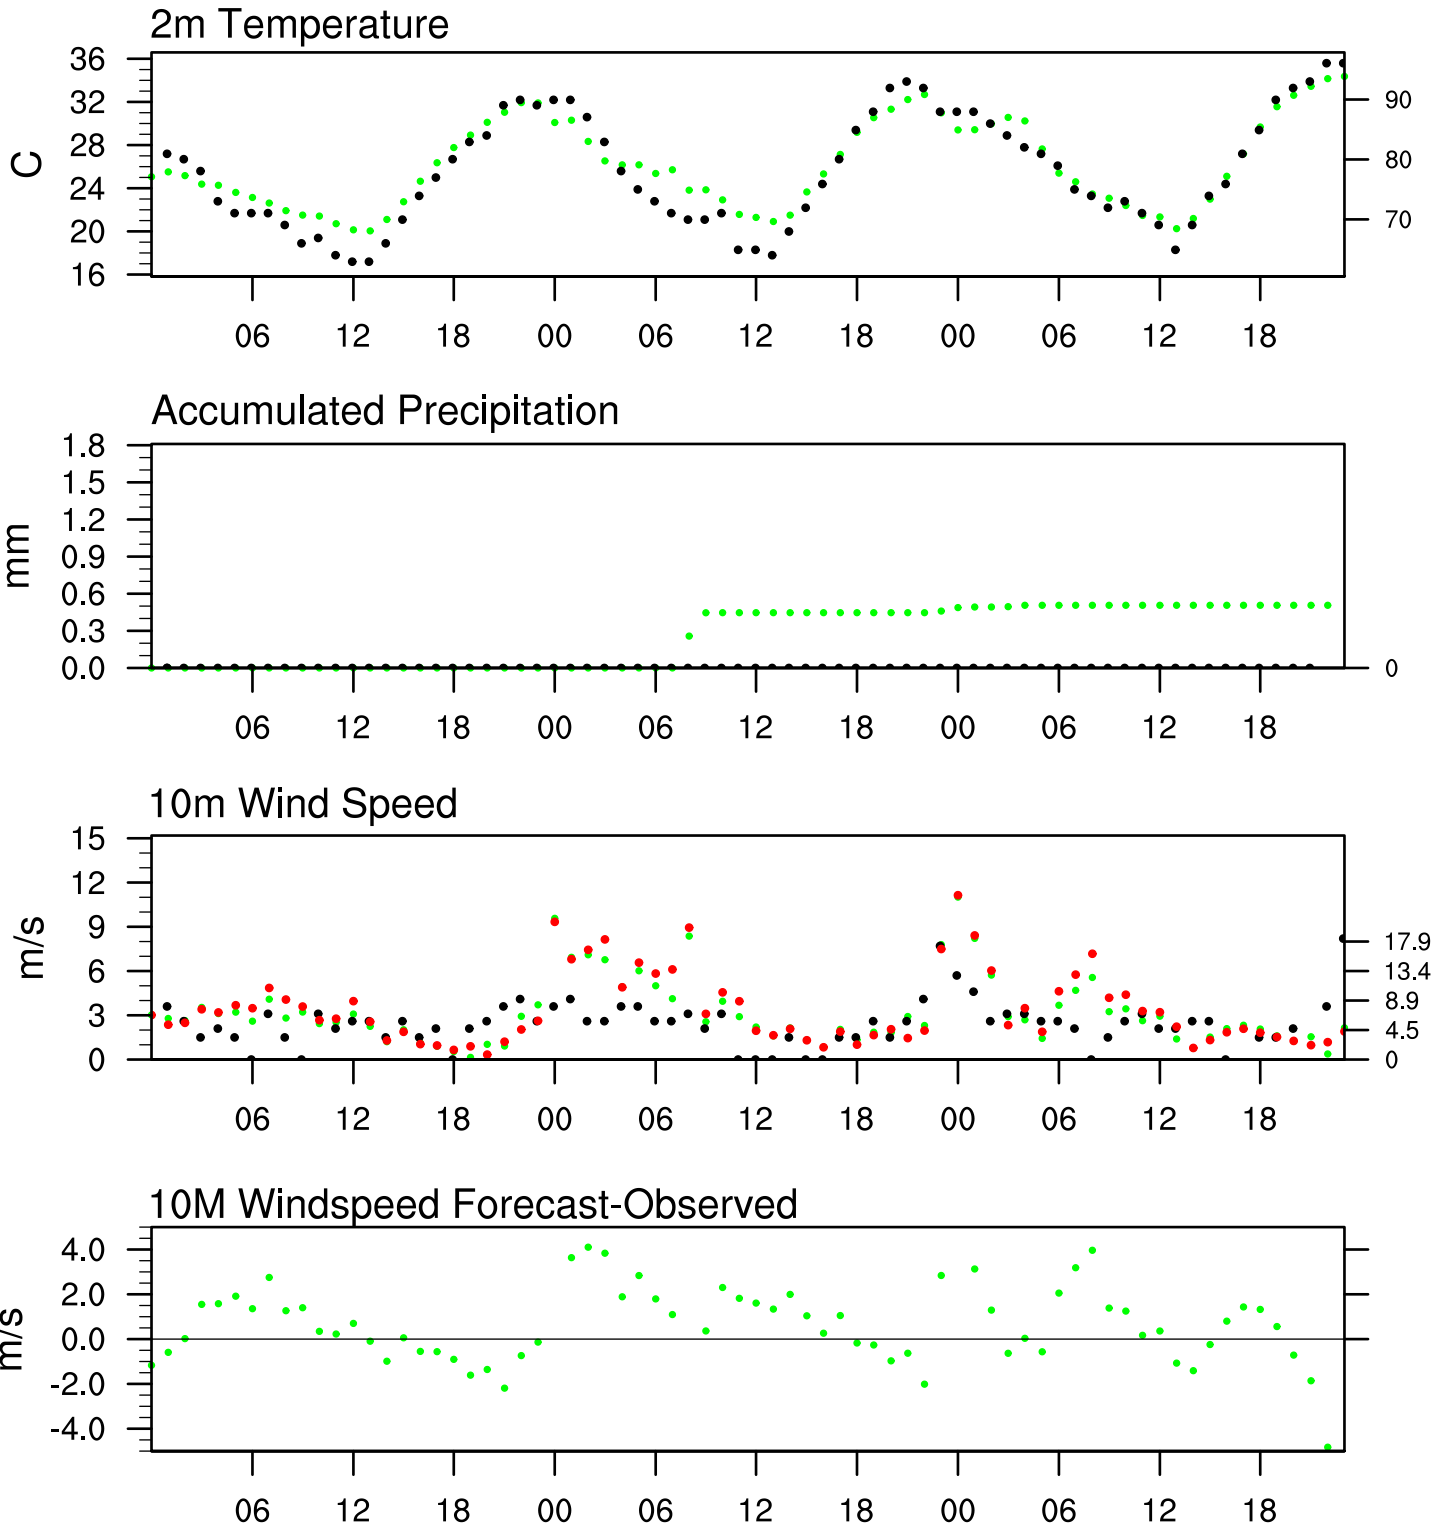 2m Temperature
36
32
28
24
20
16
C
90
80
70
06 12 18 00 06 12 18 00 06 12 18
Accumulated Precipitation
1.8
1.5
1.2
0.9
0.6
0.3
0.0
mm
0
06 12 18 00 06 12 18 00 06 12 18
10m Wind Speed
15
12
9
6
3
0
m/s
17.9
13.4
8.9
4.5
0
06 12 18 00 06 12 18 00 06 12 18
10M Windspeed Forecast-Observed
4.0
2.0
0.0
-2.0
-4.0
m/s
06 12 18 00 06 12 18 00 06 12 18